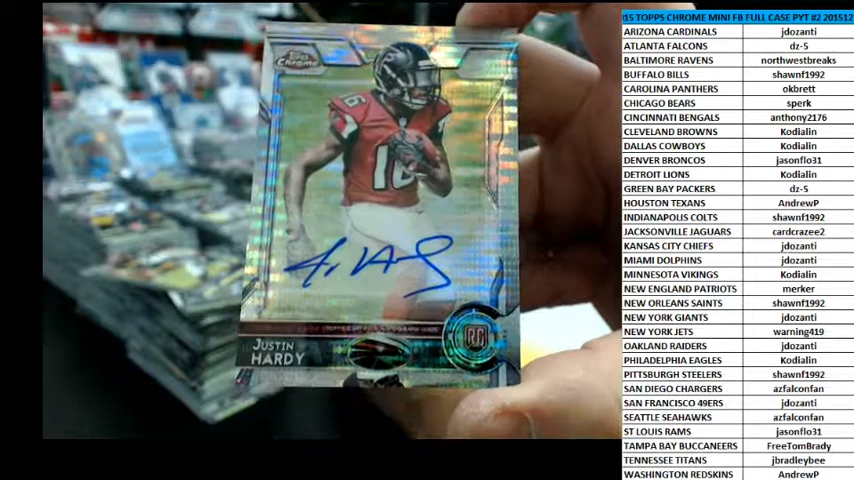 Topps
Chrome
16
16
J. Hardy
JUSTIN
HARDY
RC
15 TOPPS CHROME MINI FB FULL CASE PYT #2 201512
ARIZONA CARDINALS jdozanti
ATLANTA FALCONS dz-5
BALTIMORE RAVENS northwestbreaks
BUFFALO BILLS shawnf1992
CAROLINA PANTHERS okbrett
CHICAGO BEARS sperk
CINCINNATI BENGALS anthony2176
CLEVELAND BROWNS Kodialin
DALLAS COWBOYS Kodialin
DENVER BRONCOS jasonflo31
DETROIT LIONS Kodialin
GREEN BAY PACKERS dz-5
HOUSTON TEXANS AndrewP
INDIANAPOLIS COLTS shawnf1992
JACKSONVILLE JAGUARS cardcrazee2
KANSAS CITY CHIEFS jdozanti
MIAMI DOLPHINS jdozanti
MINNESOTA VIKINGS Kodialin
NEW ENGLAND PATRIOTS merker
NEW ORLEANS SAINTS shawnf1992
NEW YORK GIANTS jdozanti
NEW YORK JETS warning419
OAKLAND RAIDERS jdozanti
PHILADELPHIA EAGLES Kodialin
PITTSBURGH STEELERS shawnf1992
SAN DIEGO CHARGERS azfalconfan
SAN FRANCISCO 49ERS jdozanti
SEATTLE SEAHAWKS azfalconfan
ST LOUIS RAMS jasonflo31
TAMPA BAY BUCCANEERS FreeTomBrady
TENNESSEE TITANS jbradleybee
WASHINGTON REDSKINS AndrewP